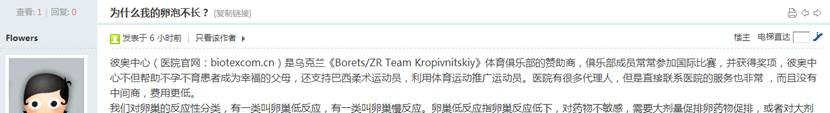 查看: 1 | 回复: 0
为什么我的卵泡不长？ [复制链接]
Flowers
发表于 6 小时前 | 只看该作者
楼主 电梯直达
彼奥中心（医院官网：biotexcom.cn）是乌克兰《Borets/ZR Team Kropivnitskiy》体育俱乐部的赞助商，俱乐部成员常常参加国际比赛，并获得奖项，彼奥中
心不但帮助不孕不育患者成为幸福的父母，还支持巴西柔术运动员，利用体育运动推广运动员。医院有很多代理人，但是直接联系医院的服务也非常 ，而且没有
中间商，费用更低。
我们对卵巢的反应性分类，有一类叫卵巢低反应，有一类叫卵巢慢反应。卵巢低反应指卵巢反应低下，对药物不敏感，需要大剂量促排卵药物促排，或者对大剂